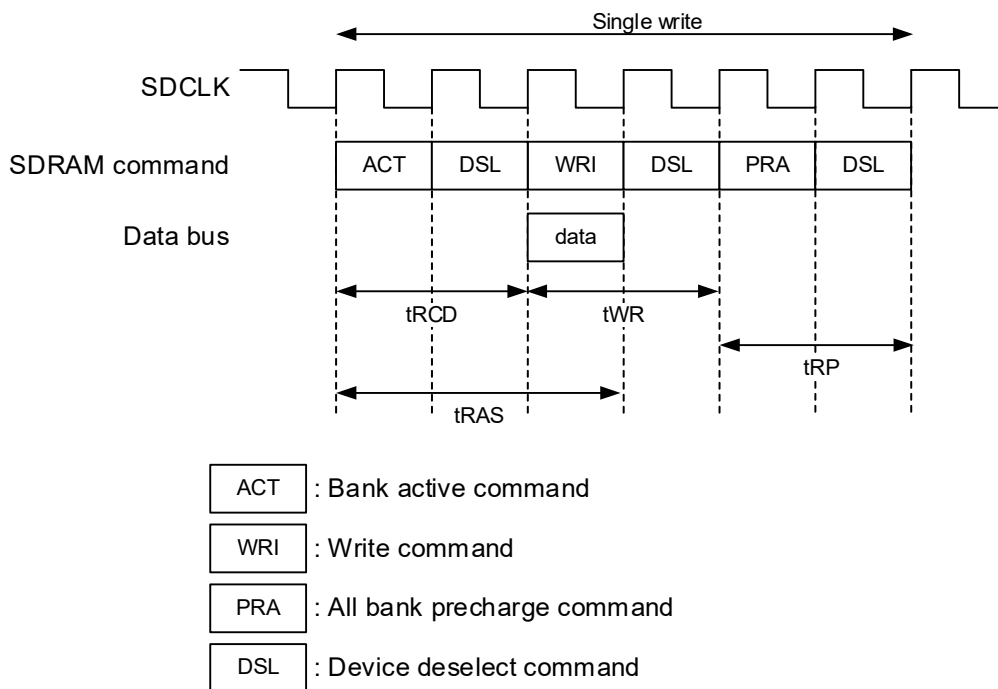 Single write
SDCLK
SDRAM command ACT DSL WRI DSL PRA DSL
Data bus data
tRCD tWR
tRP
tRAS
ACT : Bank active command
WRI : Write command
PRA : All bank precharge command
DSL : Device deselect command